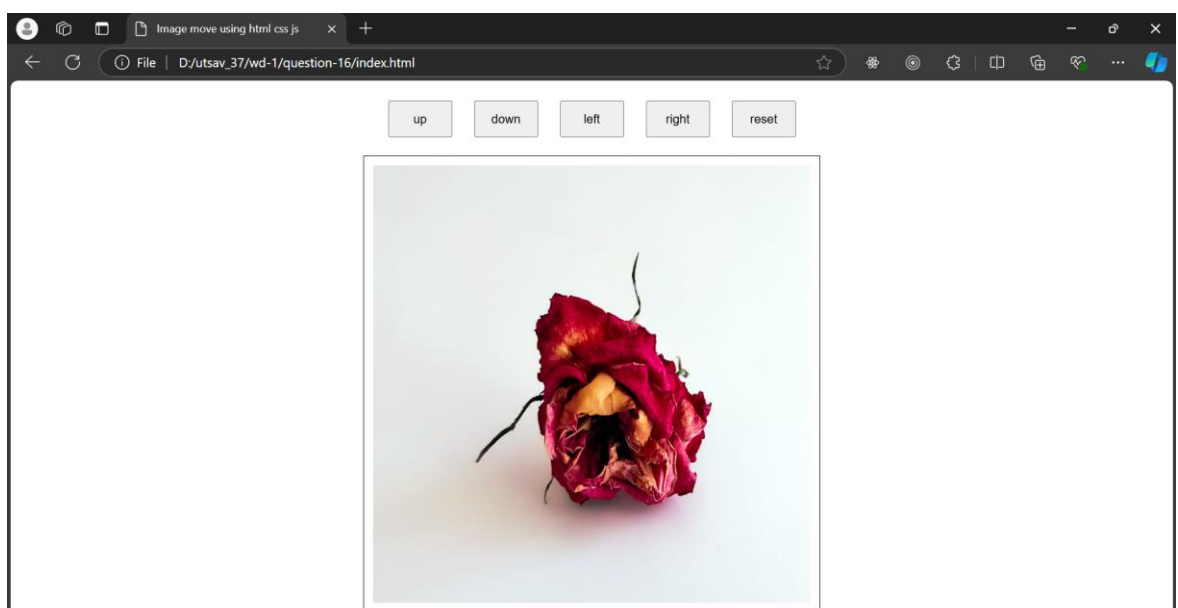 Image move using html css js
File D:/utsav_37/wd-1/question-16/index.html
up down left right reset